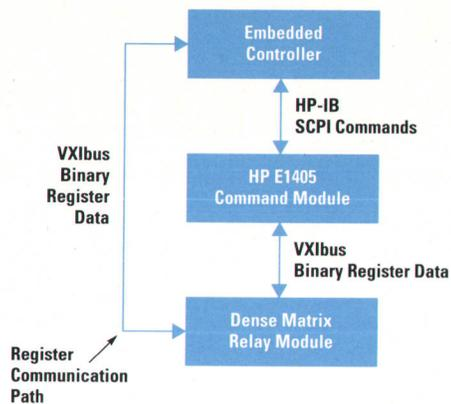 Embedded
Controller
HP-IB
SCPI Commands
VXIbus
Binary
Register
Data
HP E1405
Command Module
VXIbus
Binary Register Data
Dense Matrix
Relay Module
Register
Communication
Path